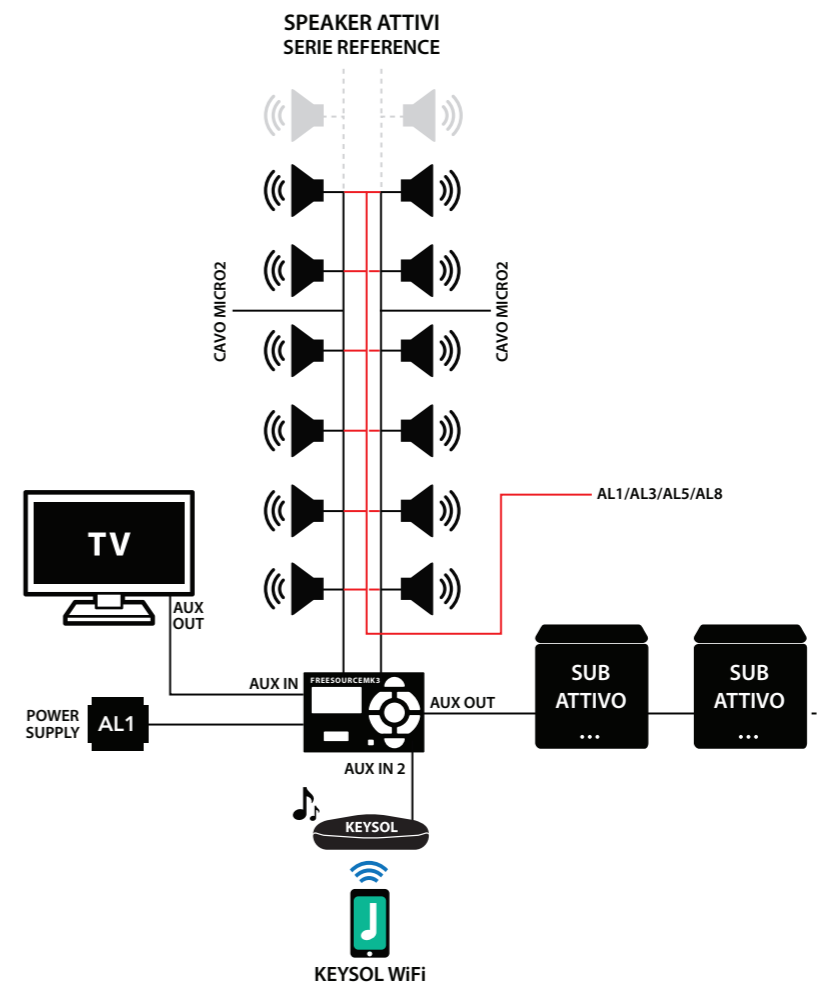 SPEAKER ATTIVI
SERIE REFERENCE
CAVO MICRO2
CAVO MICRO2
AL1/AL3/AL5/AL8
TV
AUX
OUT
AUX IN
FREESOURCEMK3
AUX OUT
SUB
ATTIVO
...
SUB
ATTIVO
...
POWER
SUPPLY
AL1
AUX IN 2
KEYSOL
KEYSOL WiFi